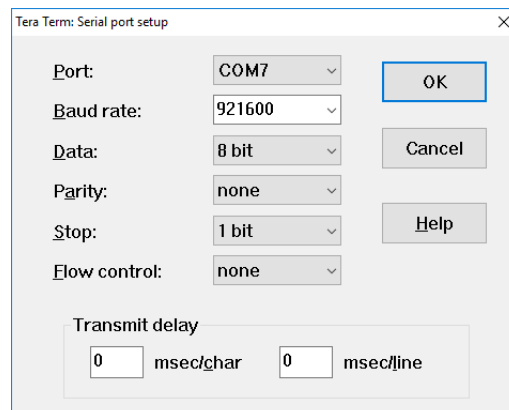 Tera Term: Serial port setup
Port: COM7
OK
Baud rate: 921600
Data: 8 bit
Cancel
Parity: none
Stop: 1 bit
Help
Flow control: none
Transmit delay
0 msec/char 0 msec/line